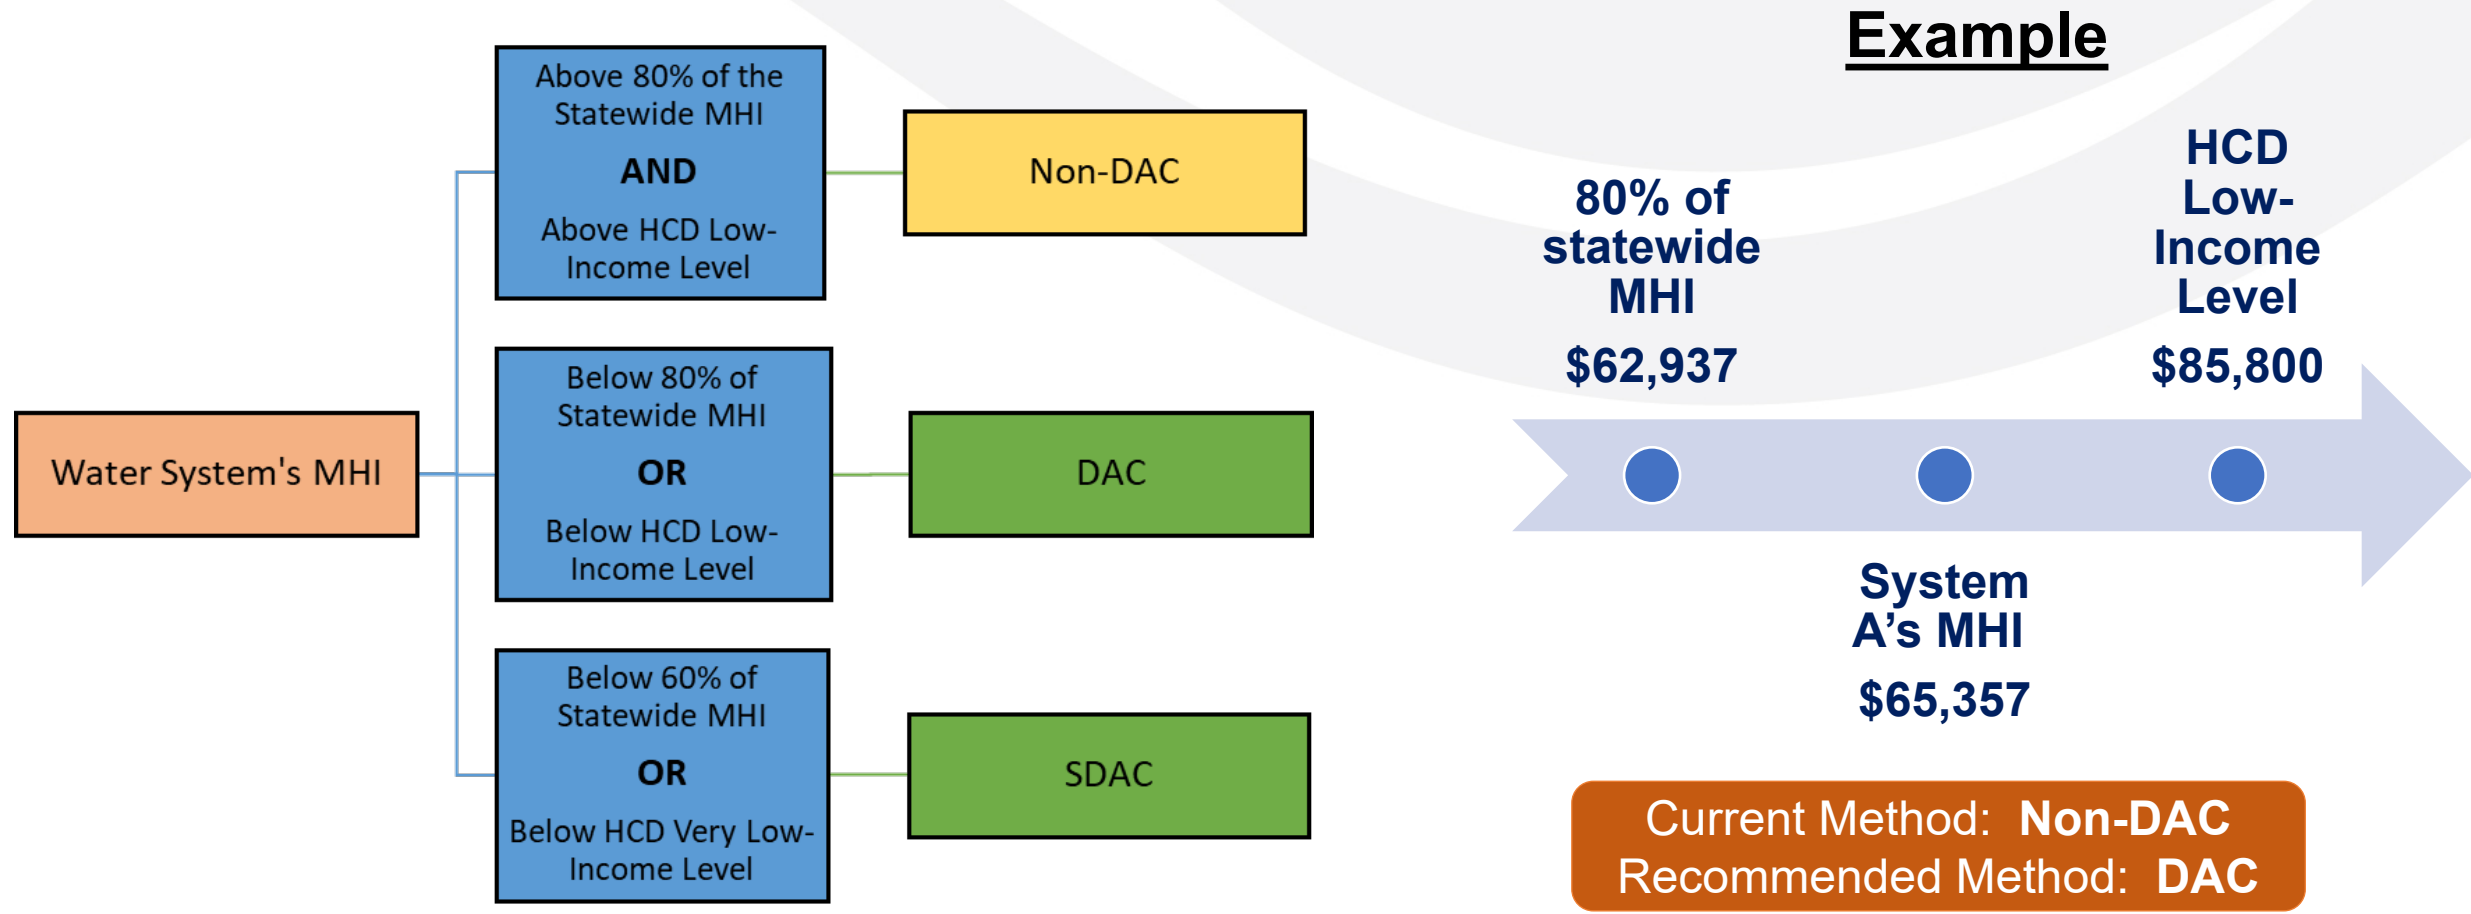 Water System's MHI
Above 80% of the
Statewide MHI
AND
Above HCD Low-
Income Level
Non-DAC
Below 80% of
Statewide MHI
OR
Below HCD Low-
Income Level
DAC
Below 60% of
Statewide MHI
OR
Below HCD Very Low-
Income Level
SDAC
Example
80% of
statewide
MHI
$62,937
HCD
Low-
Income
Level
$85,800
System
A’s MHI
$65,357
Current Method: Non-DAC
Recommended Method: DAC